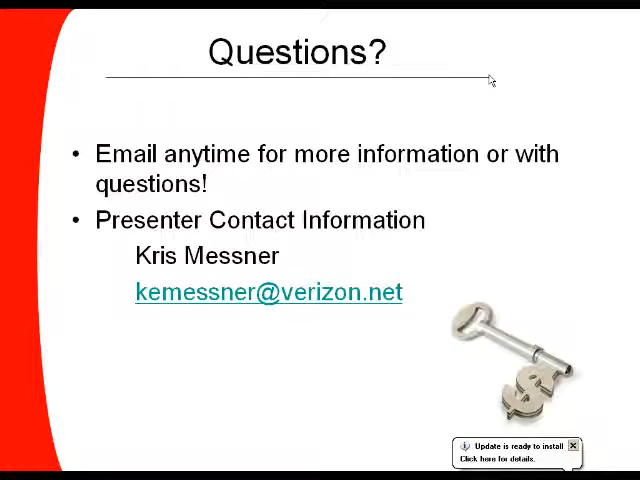 Questions?
• Email anytime for more information or with
questions!
• Presenter Contact Information
Kris Messner
kemessner@verizon.net
Update is ready to install
Click here for details.